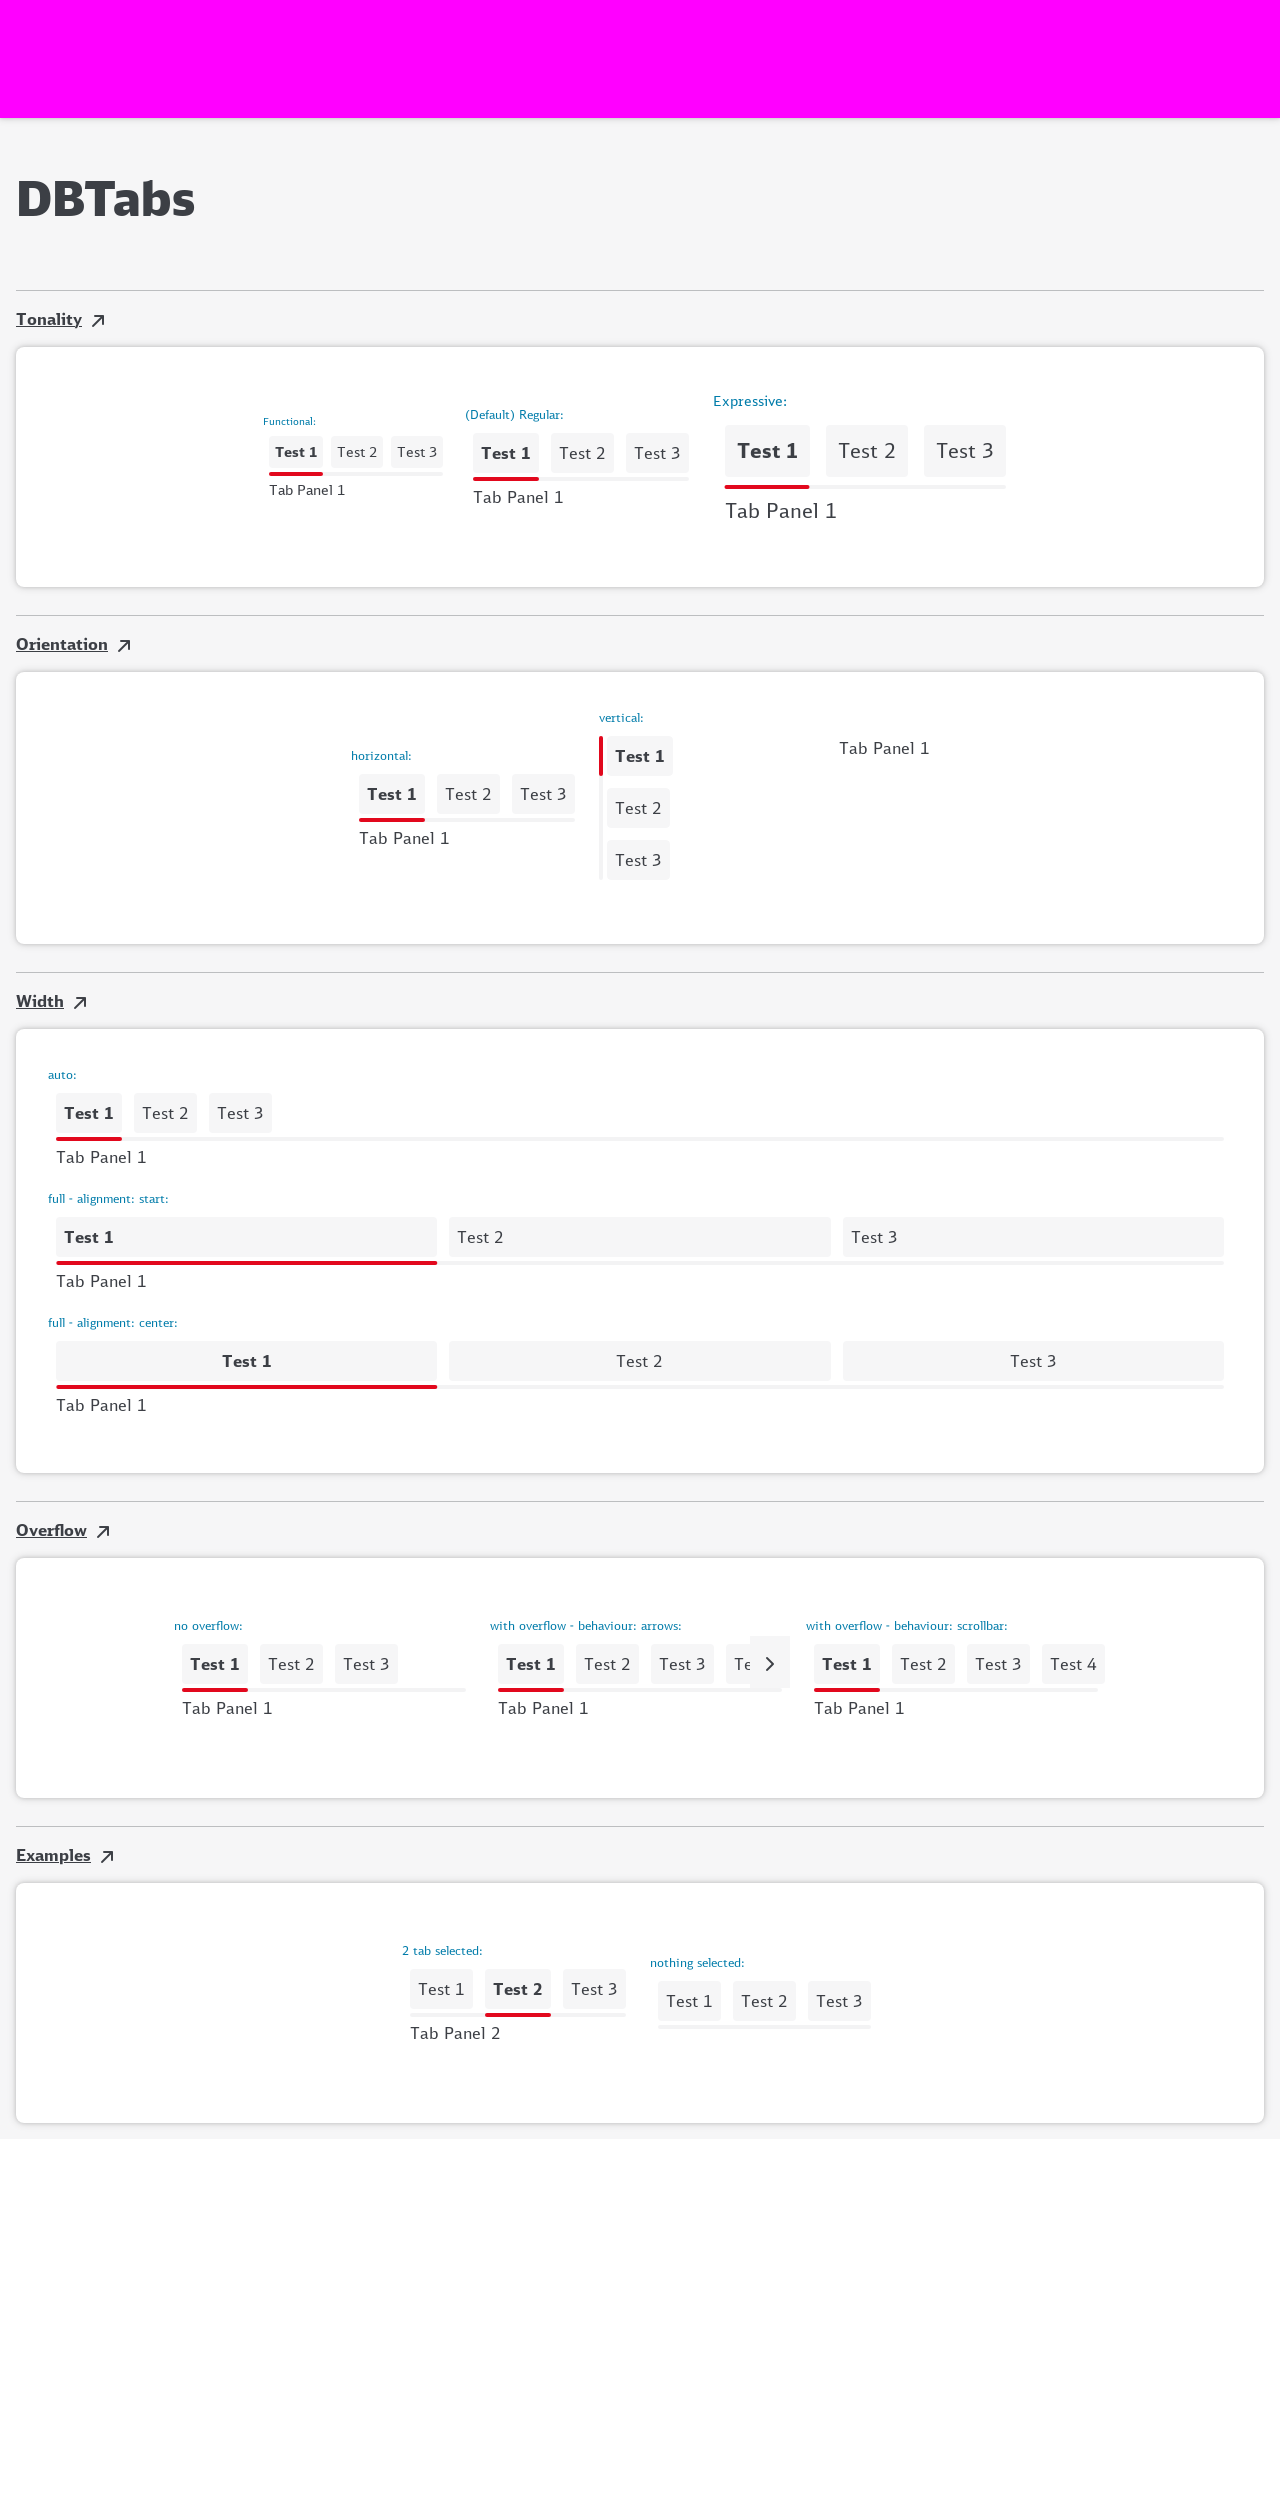 DBTabs
Tonality
Functional:
Test 1 Test 2 Test 3
Tab Panel 1
(Default) Regular:
Test 1 Test 2 Test 3
Tab Panel 1
Expressive:
Test 1 Test 2 Test 3
Tab Panel 1
Orientation
horizontal:
Test 1 Test 2 Test 3
Tab Panel 1
vertical:
Test 1
Test 2
Test 3
Tab Panel 1
Width
auto:
Test 1 Test 2 Test 3
Tab Panel 1
full - alignment: start:
Test 1 Test 2 Test 3
Tab Panel 1
full - alignment: center:
Test 1 Test 2 Test 3
Tab Panel 1
Overflow
no overflow:
Test 1 Test 2 Test 3
Tab Panel 1
with overflow - behaviour: arrows:
Test 1 Test 2 Test 3
Tab Panel 1
with overflow - behaviour: scrollbar:
Test 1 Test 2 Test 3 Test 4
Tab Panel 1
Examples
2 tab selected:
Test 1 Test 2 Test 3
Tab Panel 2
nothing selected:
Test 1 Test 2 Test 3